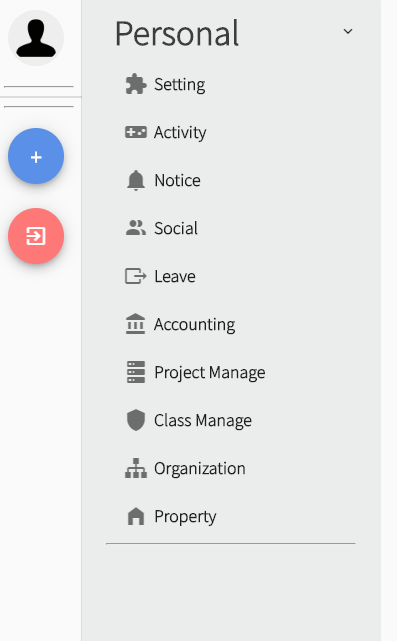 Personal
Setting
Activity
Notice
Social
Leave
Accounting
Project Manage
Class Manage
Organization
Property